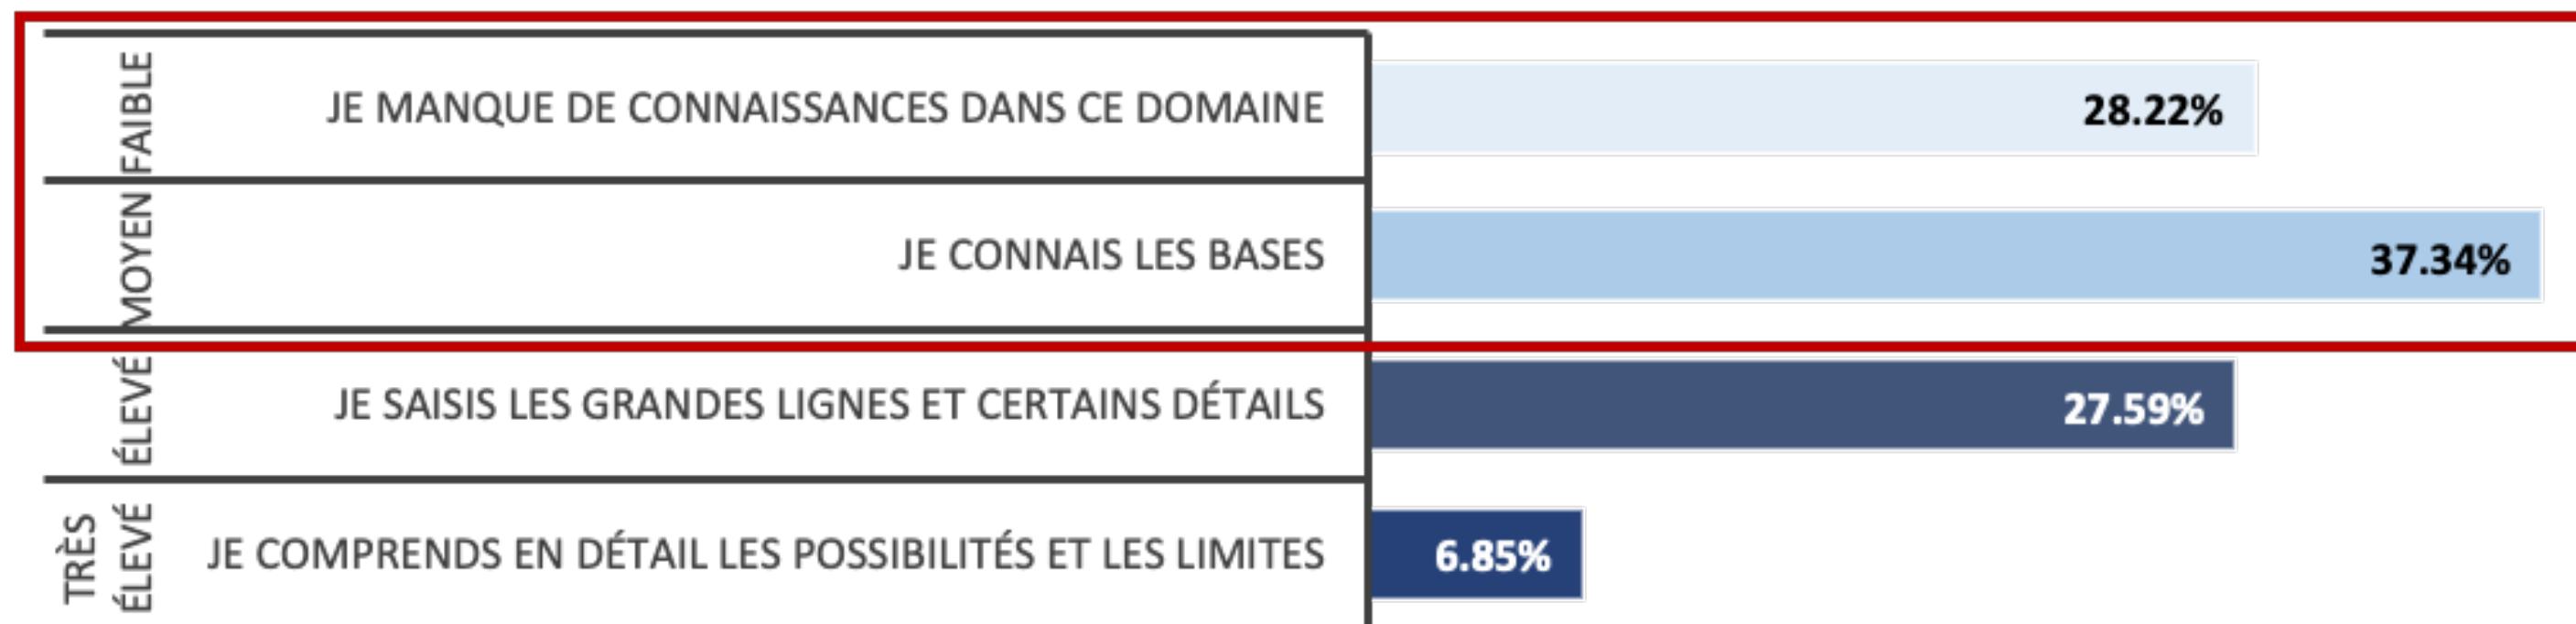 FAIBLE
JE MANQUE DE CONNAISSANCES DANS CE DOMAINE
28.22%
MOYEN
JE CONNAIS LES BASES
37.34%
ÉLEVÉ
JE SAISIS LES GRANDES LIGNES ET CERTAINS DÉTAILS
27.59%
TRÈS
ÉLEVÉ
JE COMPRENDS EN DÉTAIL LES POSSIBILITÉS ET LES LIMITES
6.85%